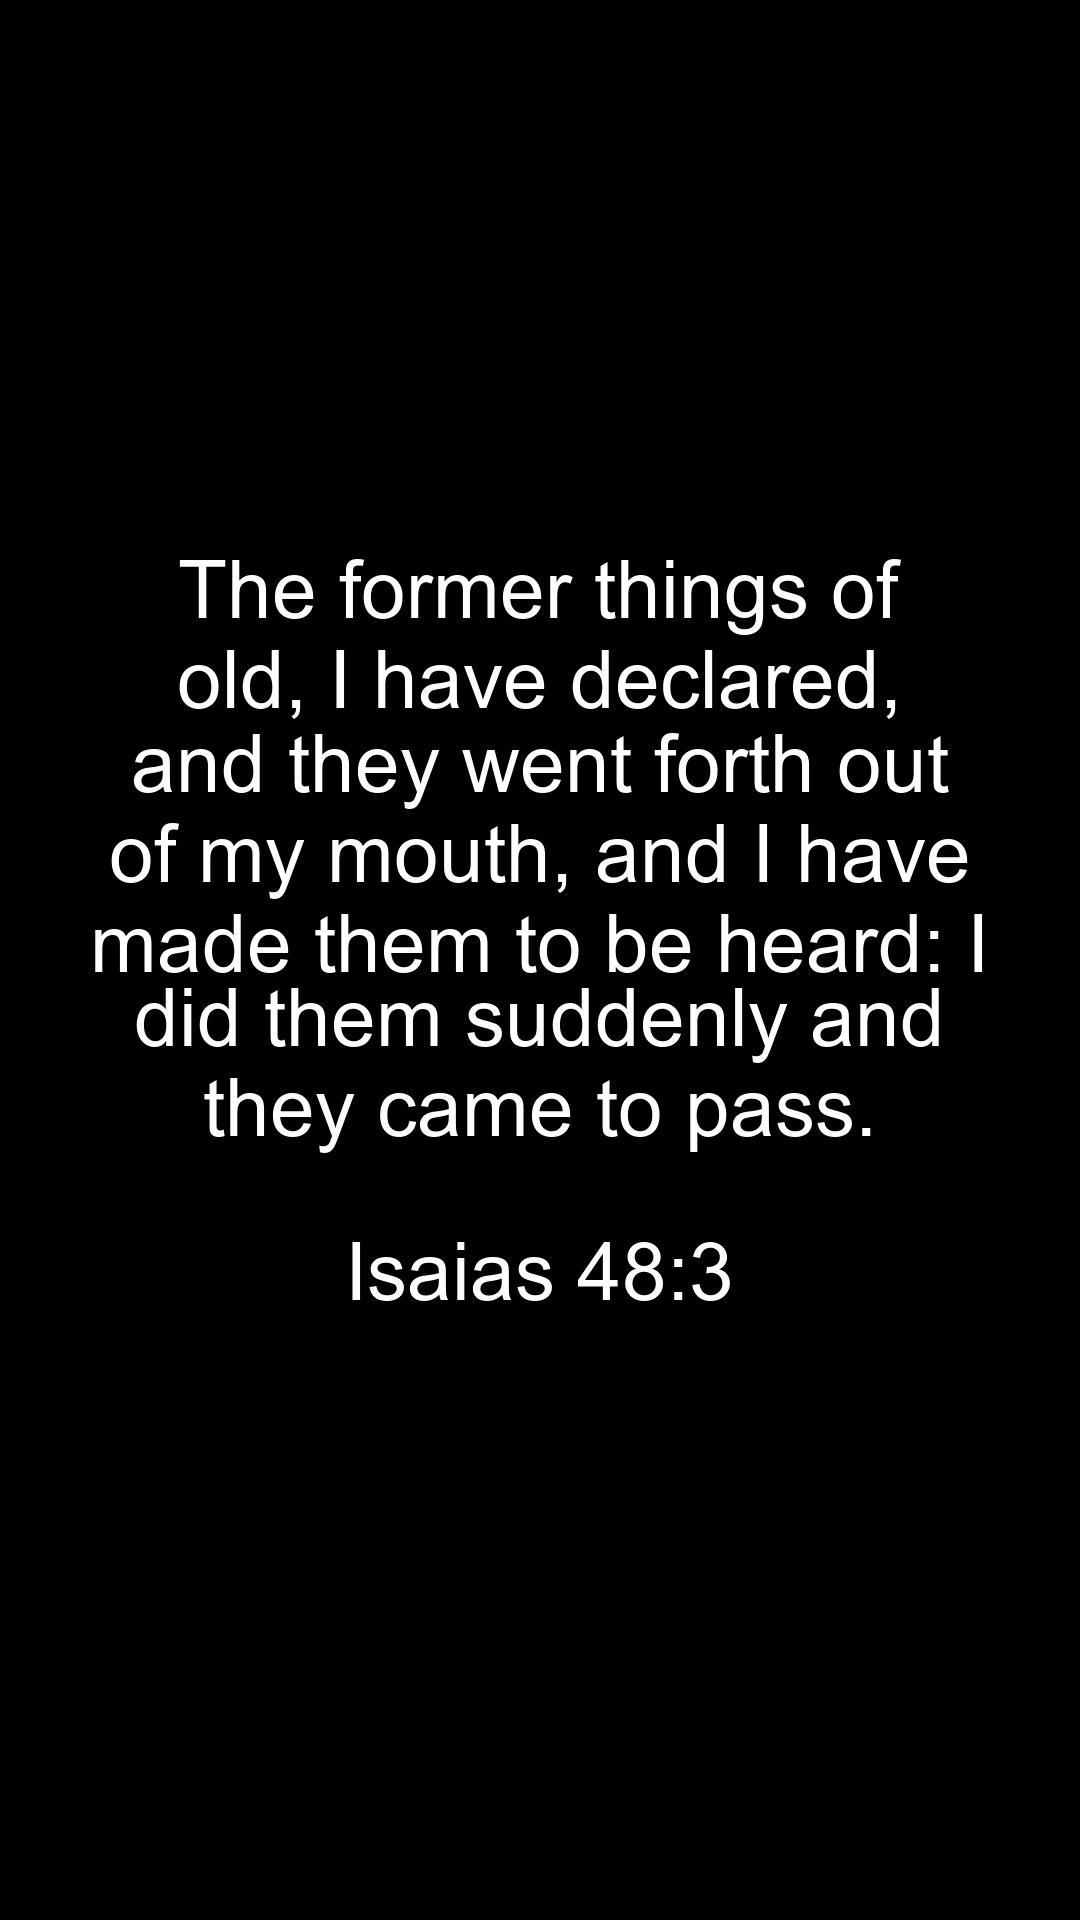 The former things of
old, I have declared,
and they went forth out
of my mouth, and I have
made them to be heard: I
did them suddenly and
they came to pass.
Isaias 48:3